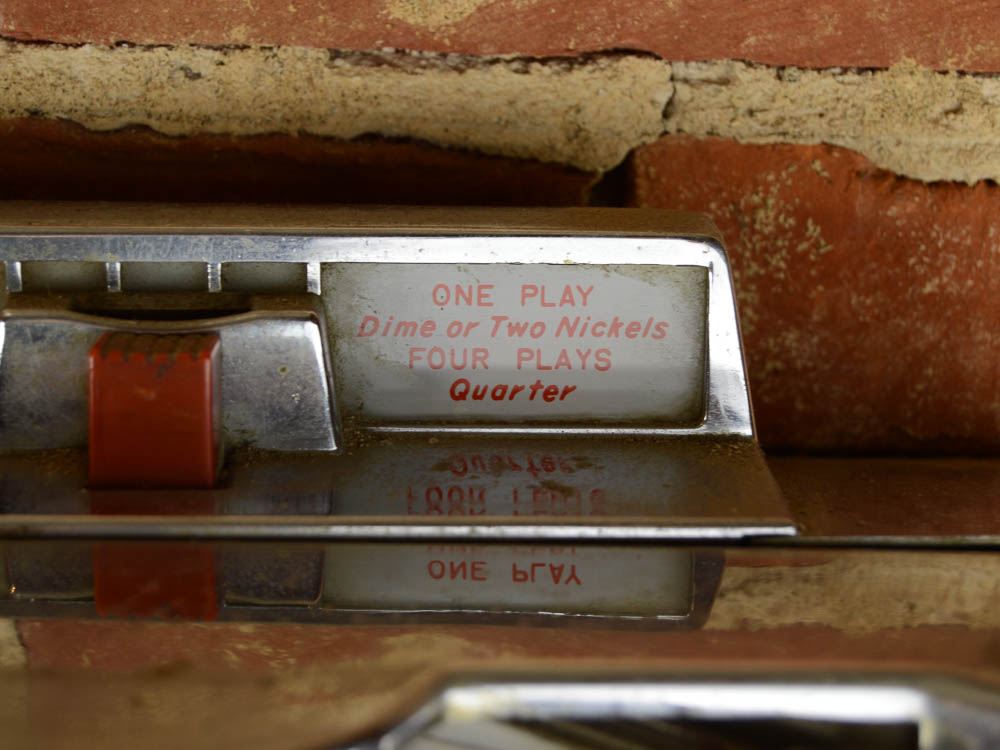 ONE PLAY
Dime or Two Nickels
FOUR PLAYS
Quarter